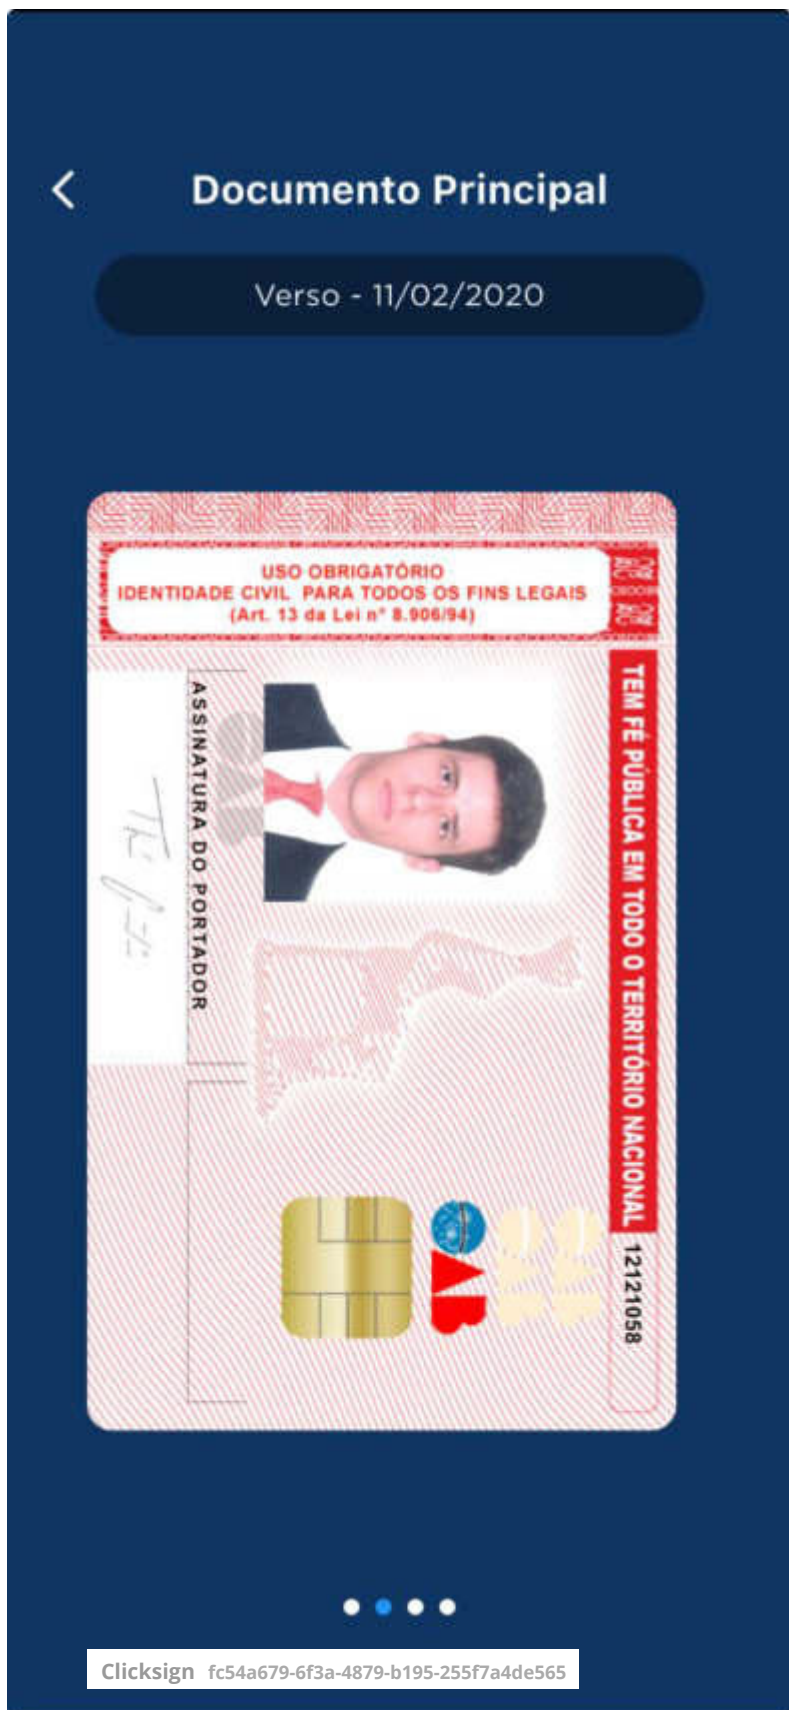 Documento Principal
Verso - 11/02/2020
USO OBRIGATÓRIO
IDENTIDADE CIVIL PARA TODOS OS FINS LEGAIS
(Art. 13 da Lei nº 8.906/94)
TEM FÉ PÚBLICA EM TODO O TERRITÓRIO NACIONAL
12121058
ASSINATURA DO PORTADOR
OAB
Clicksign fc54a679-6f3a-4879-b195-255f7a4de565